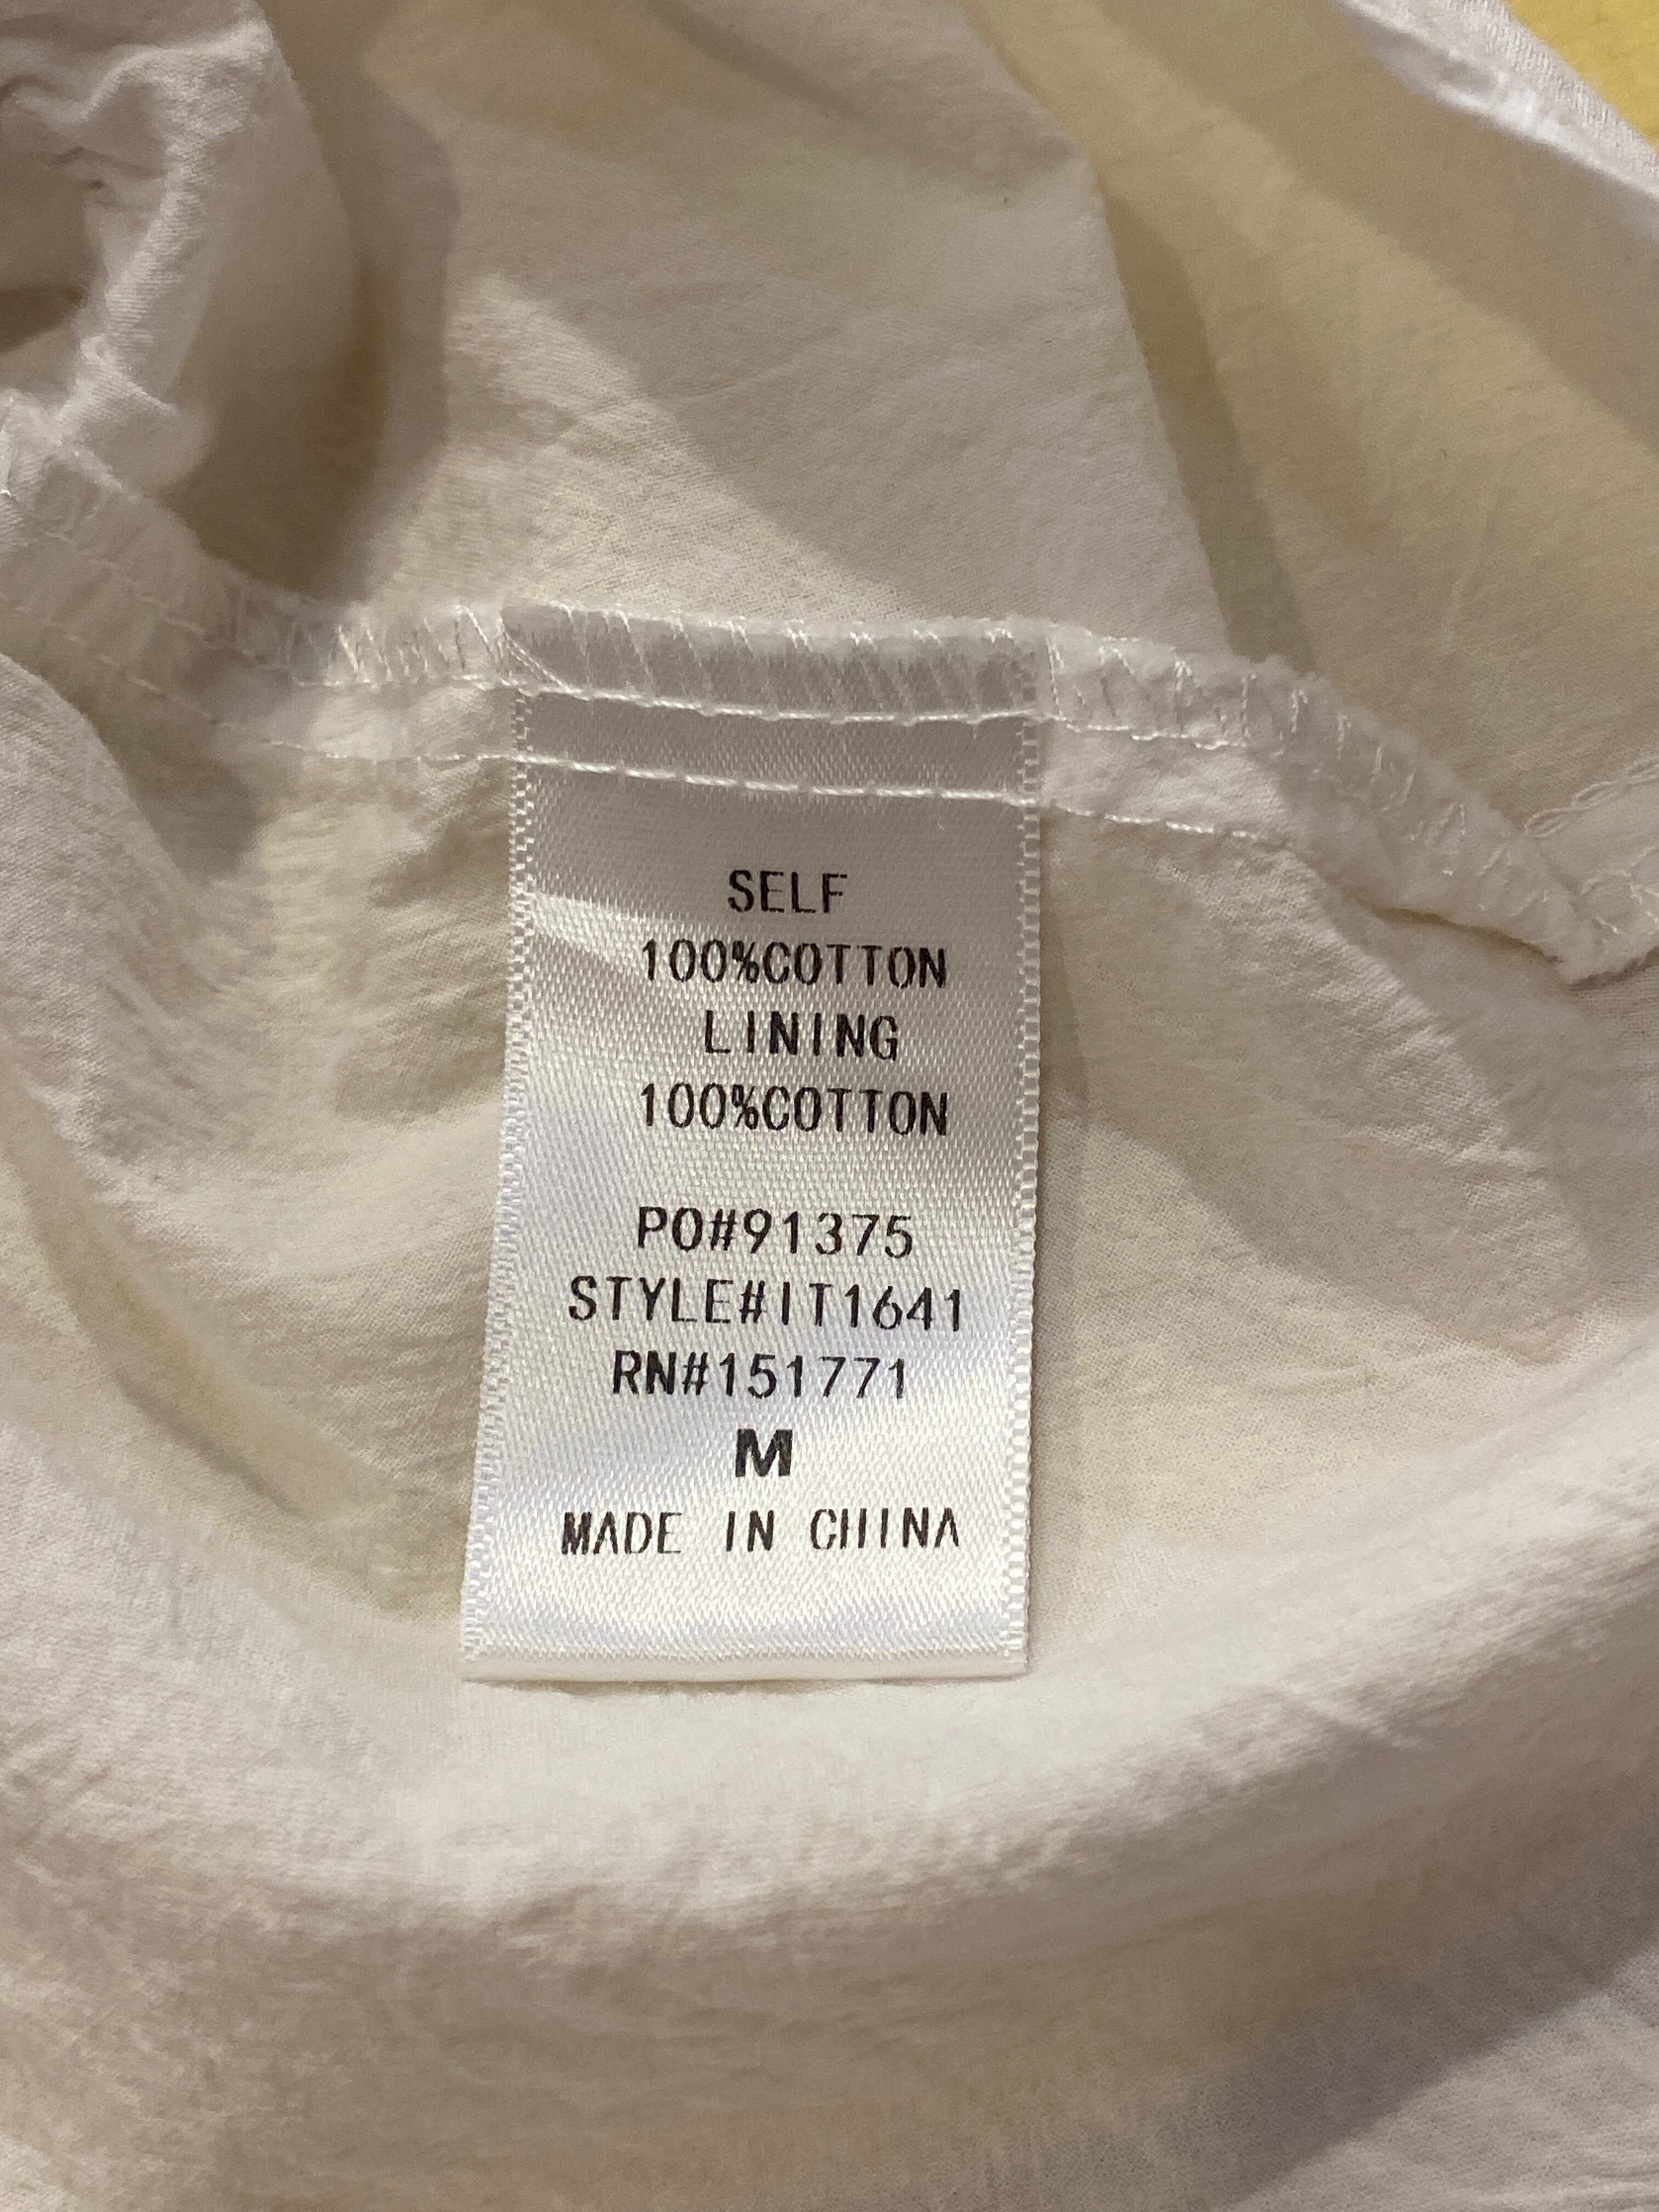 SELF
100%COTTON
LINING
100%COTTON
PO#91375
STYLE#IT1641
RN#151771
M
MADE IN CHINA